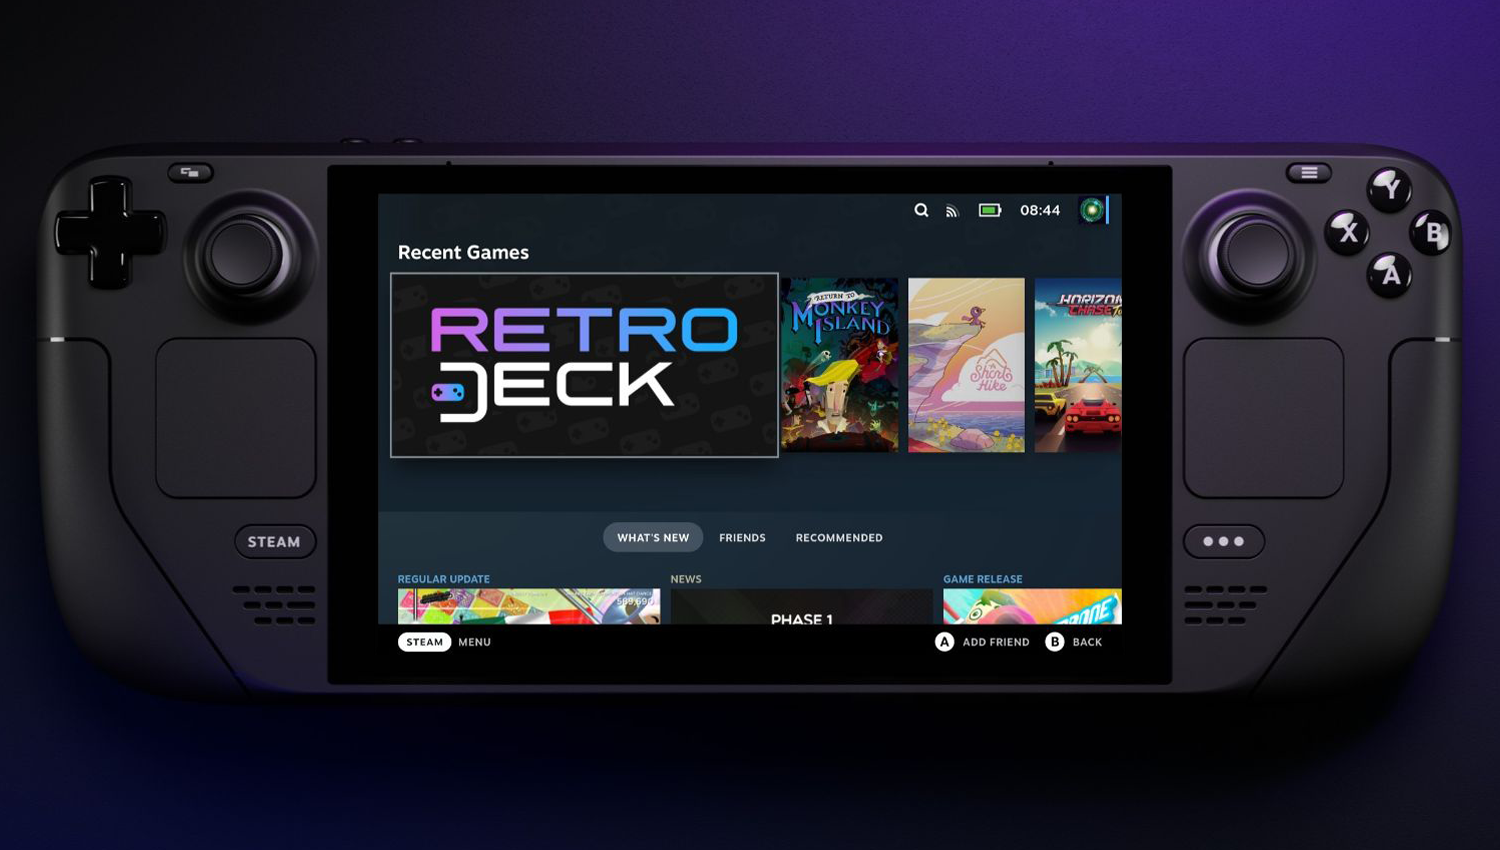 08:44
Recent Games
RETRO
DECK
RETURN TO
MONKEY
ISLAND
A
Short
Hike
HORIZON
CHASE
Y
X
B
A
STEAM
WHAT'S NEW
FRIENDS
RECOMMENDED
REGULAR UPDATE
NEWS
GAME RELEASE
PHASE 1
STEAM MENU
A ADD FRIEND
B BACK